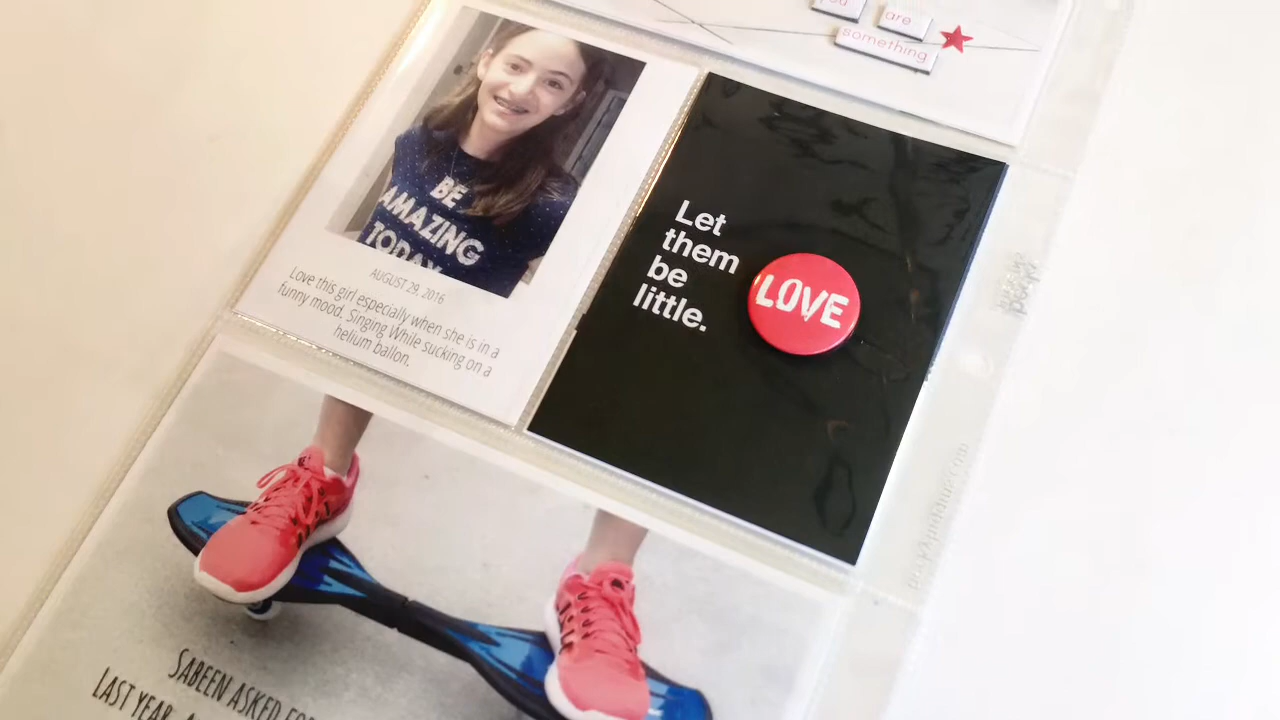 you
are
something
BE
AMAZING
TODAY
AUGUST 29, 2016
Love this girl especially when she is in a
funny mood. Singing While sucking on a
helium ballon.
Let
them
be
little.
LOVE
SABEEN ASKED FOR
LAST YEAR,